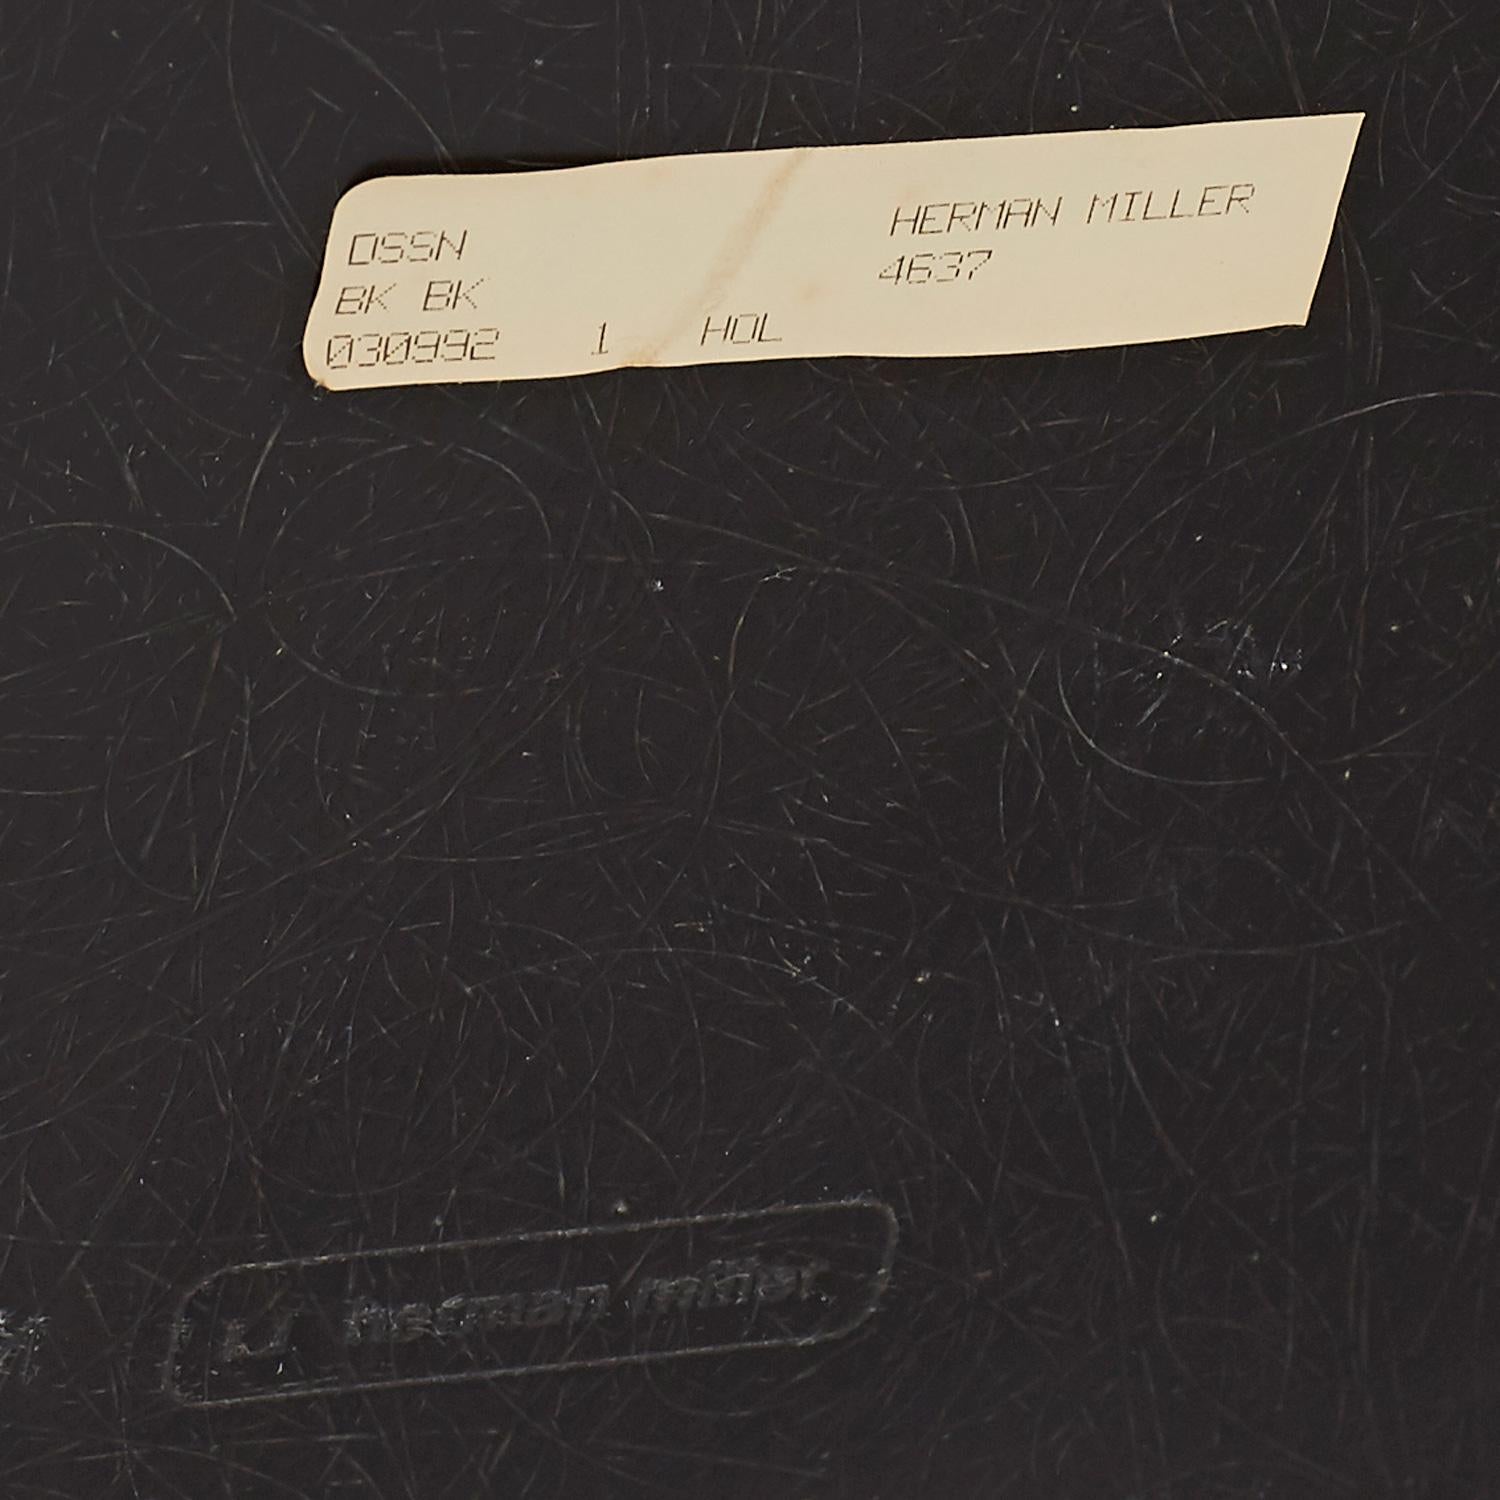 DSSN
HERMAN MILLER
BK BK
4637
030992 1 HOL
herman miller